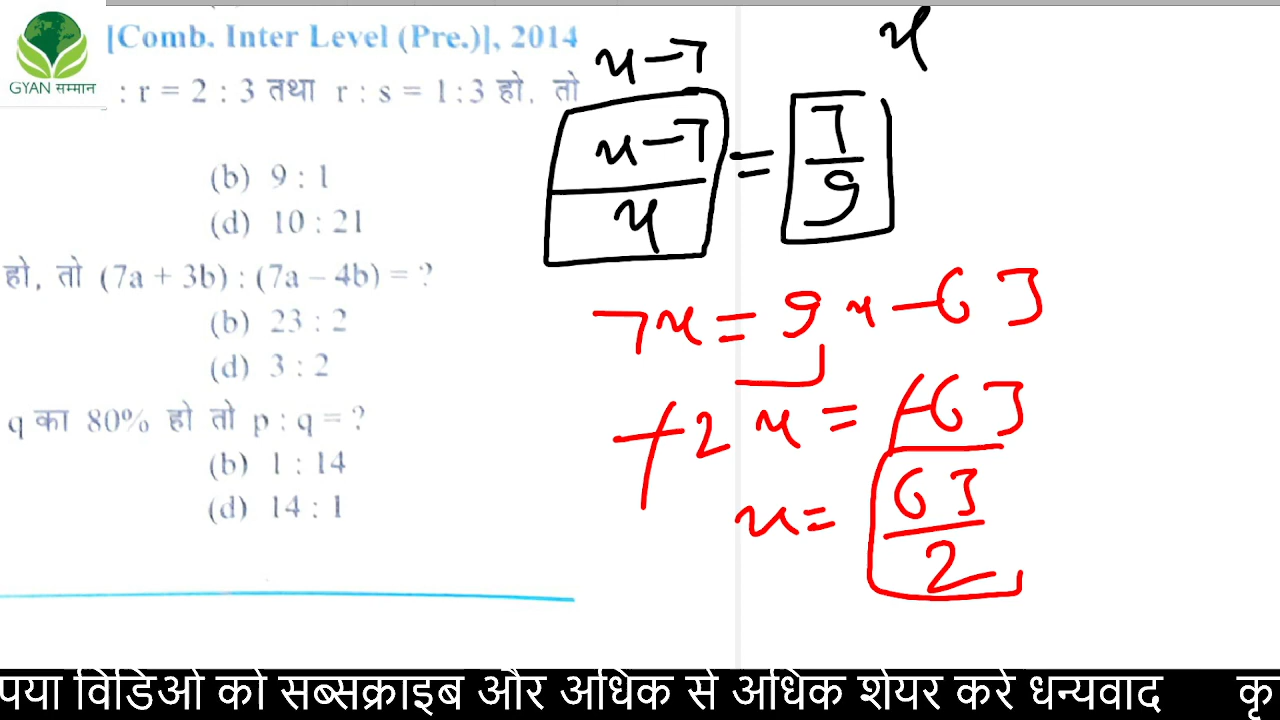 GYAN सम्मान
[Comb. Inter Level (Pre.)], 2014
: r = 2 : 3 तथा r : s = 1 : 3 हो, तो
(b) 9 : 1
(d) 10 : 21
हो, तो (7a + 3b) : (7a – 4b) = ?
(b) 23 : 2
(d) 3 : 2
q का 80% हो तो p : q = ?
(b) 1 : 14
(d) 14 : 1
x
x-7
x-7/x = 7/9
7x = 9x-63
+2x = -63
x = 63/2
पया विडिओ को सब्सक्राइब और अधिक से अधिक शेयर करे धन्यवाद कृ